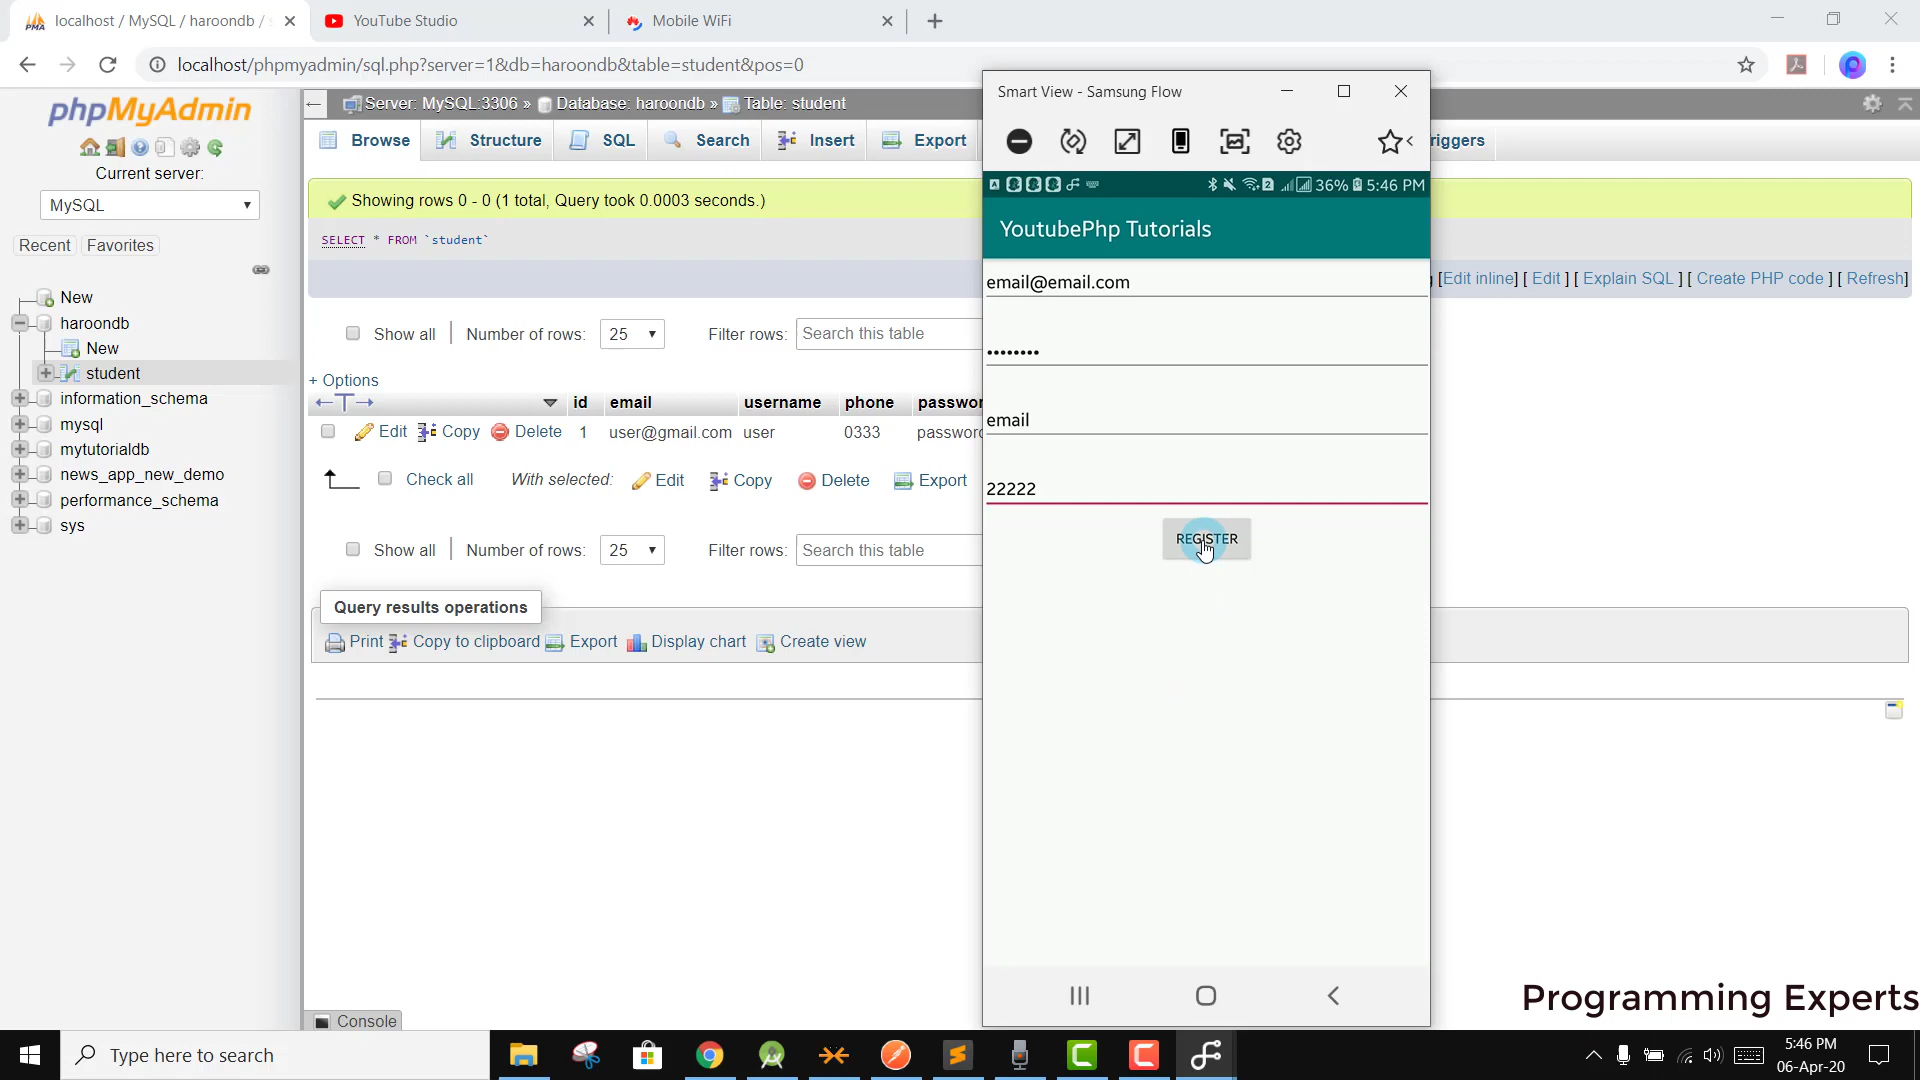 localhost / MySQL / haroondb /
YouTube Studio
Mobile WiFi
localhost/phpmyadmin/sql.php?server=1&db=haroondb&table=student&pos=0
phpMyAdmin
Current server:
MySQL
Recent
Favorites
New
haroondb
New
student
information_schema
mysql
mytutorialdb
news_app_new_demo
performance_schema
sys
Server: MySQL:3306 » Database: haroondb » Table: student
Browse
Structure
SQL
Search
Insert
Export
riggers
Showing rows 0 - 0 (1 total, Query took 0.0003 seconds.)
SELECT * FROM `student`
[Edit inline] [ Edit ] [ Explain SQL ] [ Create PHP code ] [ Refresh]
Show all
Number of rows:
25
Filter rows:
Search this table
+ Options
id email username phone passwor
Edit Copy Delete 1 user@gmail.com user 0333 password
Check all
With selected:
Edit
Copy
Delete
Export
Show all
Number of rows:
25
Filter rows:
Search this table
Query results operations
Print
Copy to clipboard
Export
Display chart
Create view
Console
Smart View - Samsung Flow
36% 5:46 PM
YoutubePhp Tutorials
email@email.com
••••••••
email
22222
REGISTER
Programming Experts
Type here to search
5:46 PM
06-Apr-20